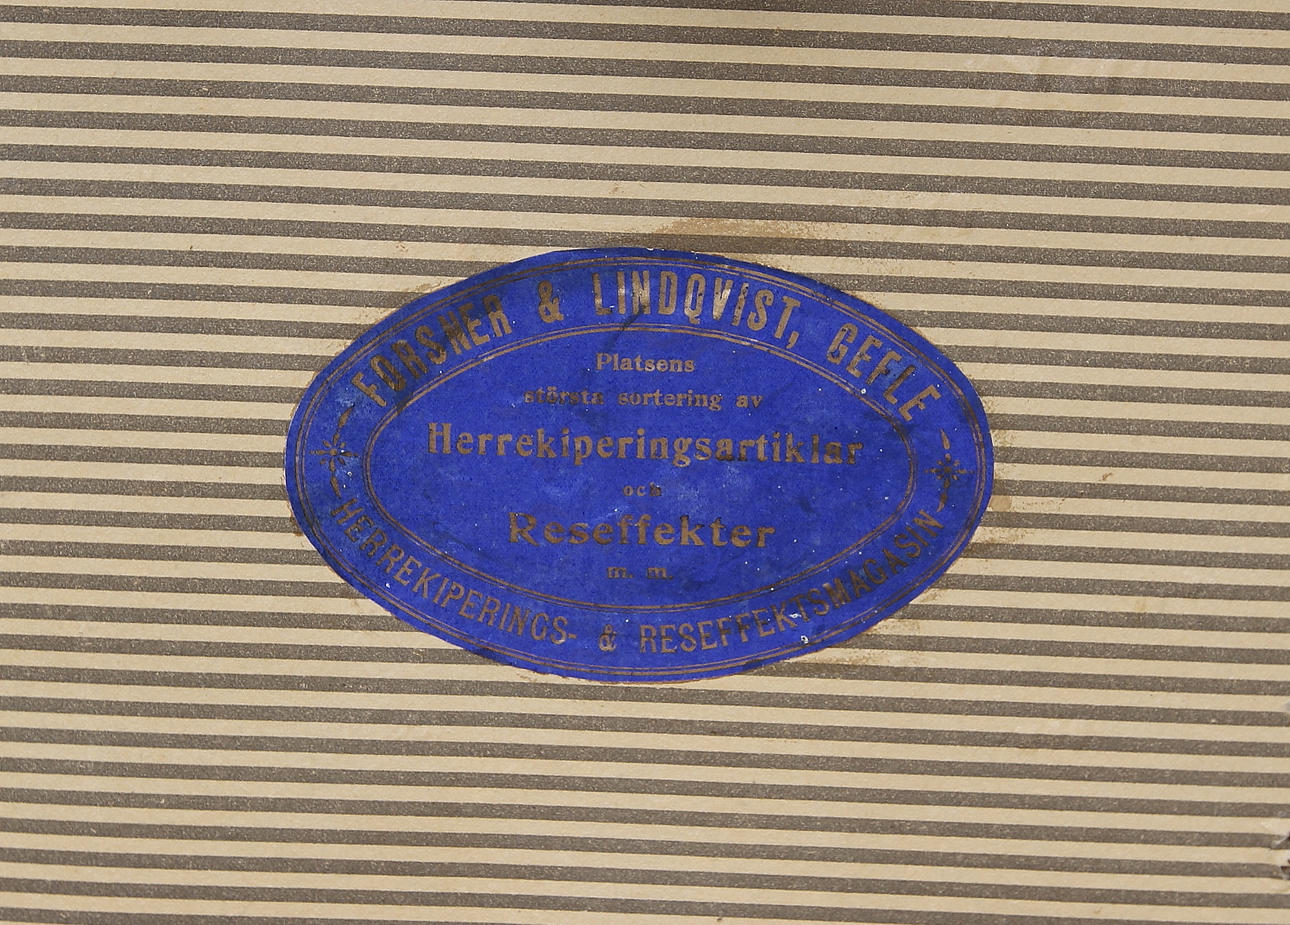 FORSNER & LINDQVIST, GEFLE
Platsens
största sortering av
Herrekiperingsartiklar
och
Reseffekter
m. m.
HERREKIPERINGS- & RESEFFEKTSMAGASIN